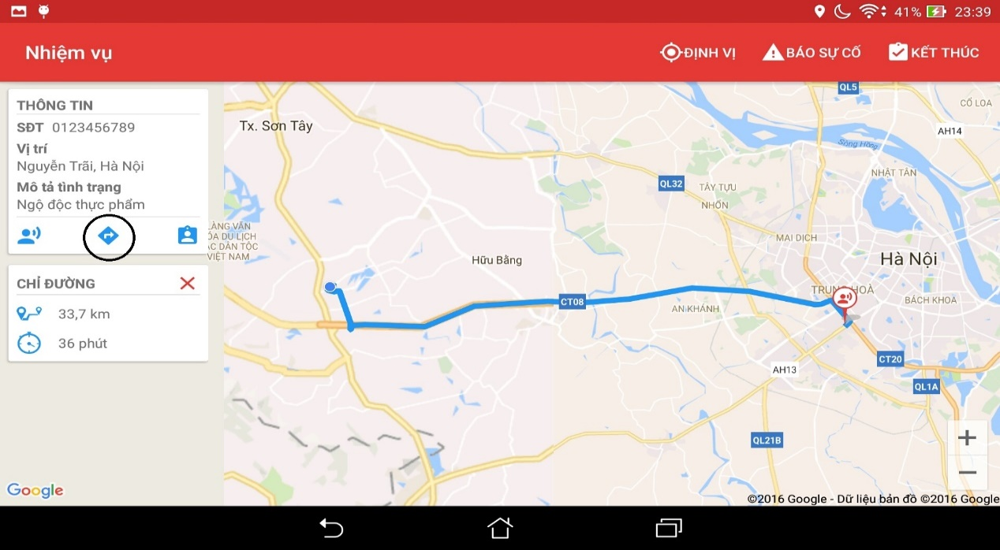 41% 23:39
Nhiệm vụ
ĐỊNH VỊ
BÁO SỰ CỐ
KẾT THÚC
THÔNG TIN
SĐT 0123456789
Vị trí
Nguyễn Trãi, Hà Nội
Mô tả tình trạng
Ngộ độc thực phẩm
CHỈ ĐƯỜNG
33,7 km
36 phút
Tx. Sơn Tây
QL5
CỔ LOA
AH14
Sông Hồng
NHẬT TÂN
QL32
TÂY TỰU
NHỔN
LÀNG VĂN
HÓA DU LỊCH
CÁC DÂN TỘC
VIỆT NAM
MAI DỊCH
Hữu Bằng
Hà Nội
TRUNG HOÀ
BÁCH KHOA
CT08
AN KHÁNH
CT20
AH13
QL1A
QL21B
+
−
Google
©2016 Google - Dữ liệu bản đồ ©2016 Google